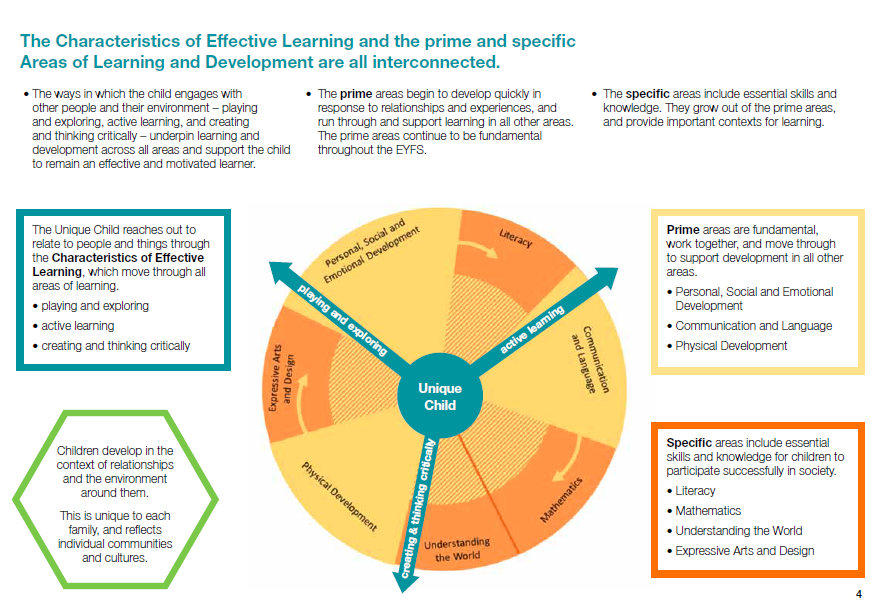 The Characteristics of Effective Learning and the prime and specific
Areas of Learning and Development are all interconnected.
• The ways in which the child engages with
other people and their environment – playing
and exploring, active learning, and creating
and thinking critically – underpin learning and
development across all areas and support the child
to remain an effective and motivated learner.
• The prime areas begin to develop quickly in
response to relationships and experiences, and
run through and support learning in all other areas.
The prime areas continue to be fundamental
throughout the EYFS.
• The specific areas include essential skills and
knowledge. They grow out of the prime areas,
and provide important contexts for learning.
The Unique Child reaches out to
relate to people and things through
the Characteristics of Effective
Learning, which move through all
areas of learning.
• playing and exploring
• active learning
• creating and thinking critically
Children develop in the
context of relationships
and the environment
around them.
This is unique to each
family, and reflects
individual communities
and cultures.
Personal, Social and
Emotional Development
Literacy
playing and exploring
active learning
Communication
and Language
Expressive Arts
and Design
Unique
Child
Physical Development
creating & thinking critically
Mathematics
Understanding
the World
Prime areas are fundamental,
work together, and move through
to support development in all other
areas.
• Personal, Social and Emotional
Development
• Communication and Language
• Physical Development
Specific areas include essential
skills and knowledge for children to
participate successfully in society.
• Literacy
• Mathematics
• Understanding the World
• Expressive Arts and Design
4